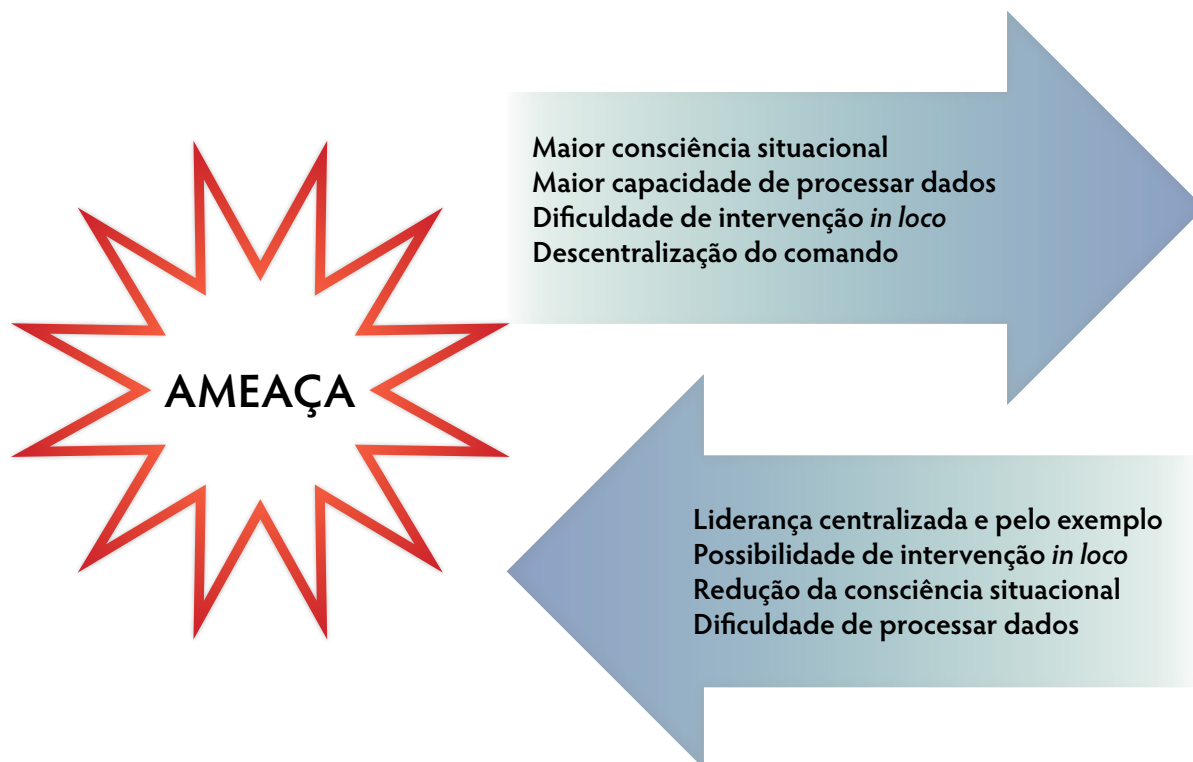 Maior consciência situacional
Maior capacidade de processar dados
Dificuldade de intervenção in loco
Descentralização do comando
AMEAÇA
Liderança centralizada e pelo exemplo
Possibilidade de intervenção in loco
Redução da consciência situacional
Dificuldade de processar dados